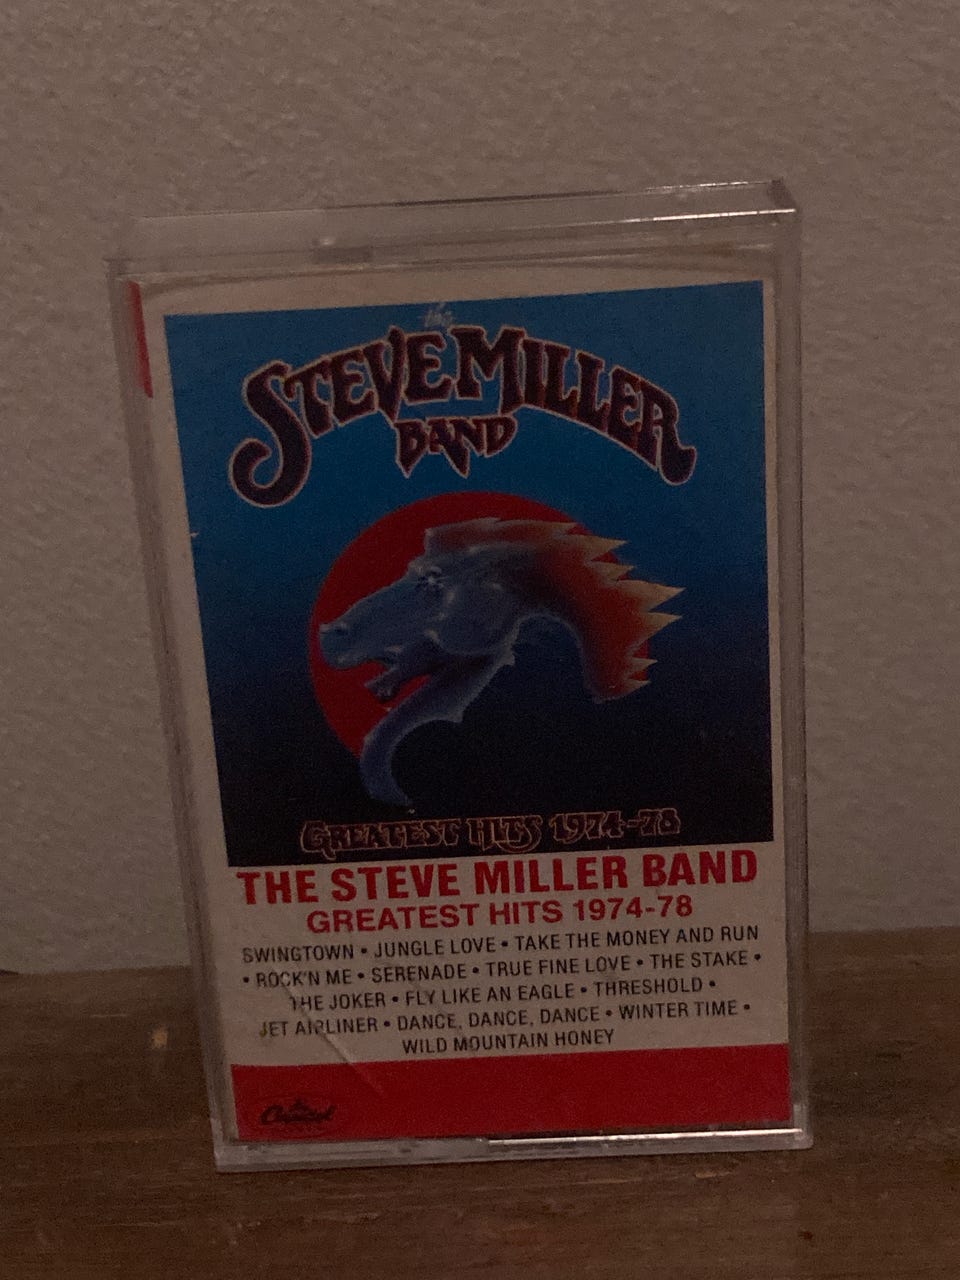 the
STEVE MILLER
BAND
GREATEST HITS 1974-78
THE STEVE MILLER BAND
GREATEST HITS 1974-78
SWINGTOWN • JUNGLE LOVE • TAKE THE MONEY AND RUN
• ROCK'N ME • SERENADE • TRUE FINE LOVE • THE STAKE •
THE JOKER • FLY LIKE AN EAGLE • THRESHOLD •
JET AIRLINER • DANCE, DANCE, DANCE • WINTER TIME •
WILD MOUNTAIN HONEY
Capitol